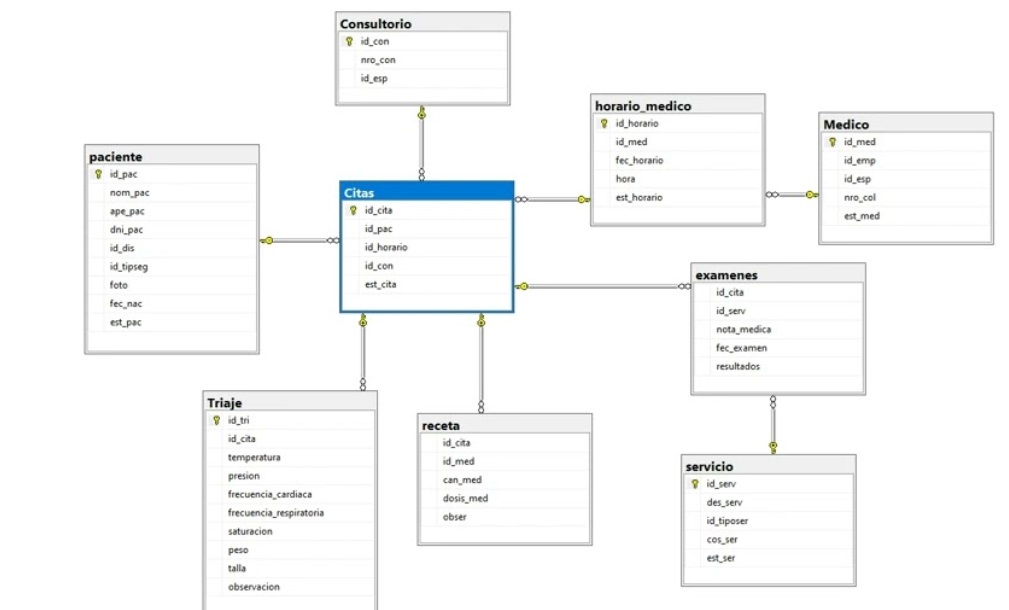 Consultorio
id_con
nro_con
id_esp
horario_medico
id_horario
id_med
fec_horario
hora
est_horario
Medico
id_med
id_emp
id_esp
nro_col
est_med
paciente
id_pac
nom_pac
ape_pac
dni_pac
id_dis
id_tipseg
foto
fec_nac
est_pac
Citas
id_cita
id_pac
id_horario
id_con
est_cita
examenes
id_cita
id_serv
nota_medica
fec_examen
resultados
Triaje
id_tri
id_cita
temperatura
presion
frecuencia_cardiaca
frecuencia_respiratoria
saturacion
peso
talla
observacion
receta
id_cita
id_med
can_med
dosis_med
obser
servicio
id_serv
des_serv
id_tiposer
cos_ser
est_ser